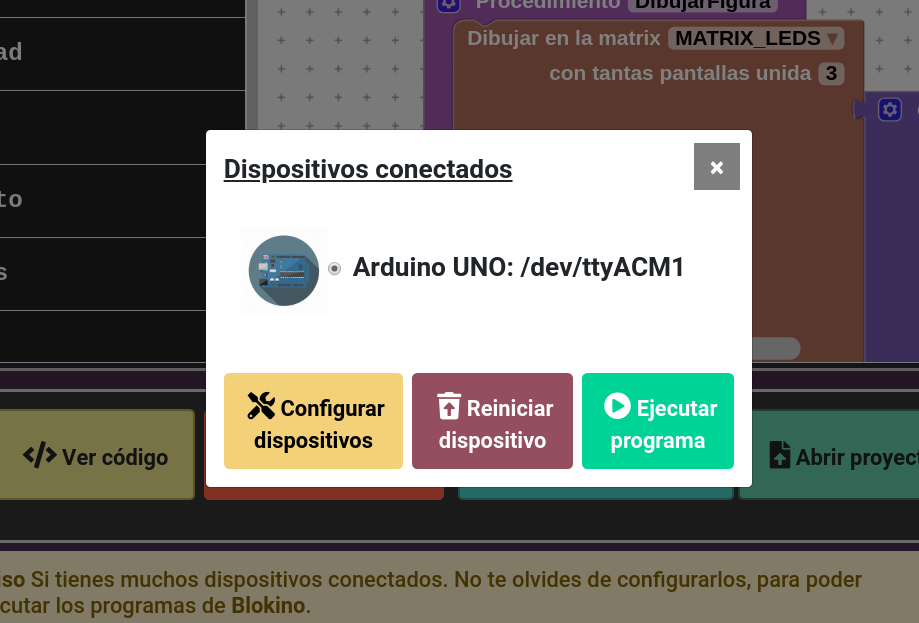 Procedimiento DibujarFigura
ad
Dibujar en la matrix MATRIX_LEDS
con tantas pantallas unida 3
Dispositivos conectados
×
to
s
Arduino UNO: /dev/ttyACM1
Configurar dispositivos
Reiniciar dispositivo
Ejecutar programa
</> Ver código
Abrir proyect
iso Si tienes muchos dispositivos conectados. No te olvides de configurarlos, para poder
cutar los programas de Blokino.